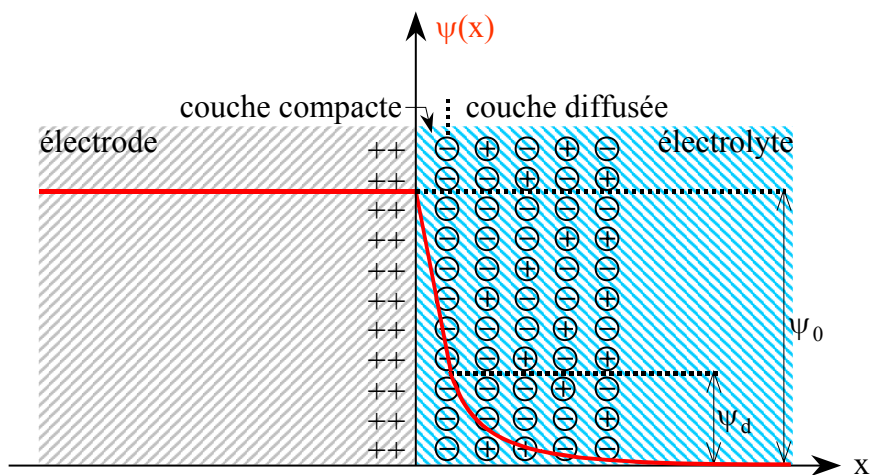 ψ(x)
couche compacte couche diffusée
électrode électrolyte
++ ⊖ ⊕ ⊖ ⊕ ⊖
++ ⊖ ⊖ ⊕ ⊖ ⊕
++ ⊖ ⊖ ⊖ ⊖ ⊖
++ ⊖ ⊕ ⊖ ⊕ ⊕
++ ⊖ ⊖ ⊕ ⊖ ⊖
++ ⊖ ⊕ ⊖ ⊖ ⊕
++ ⊖ ⊖ ⊖ ⊕ ⊖
++ ⊖ ⊖ ⊕ ⊖ ⊕
ψ₀
++ ⊖ ⊖ ⊖ ⊕ ⊖
++ ⊖ ⊖ ⊖ ⊖ ⊕
ψd
++ ⊖ ⊕ ⊕ ⊖ ⊖
x